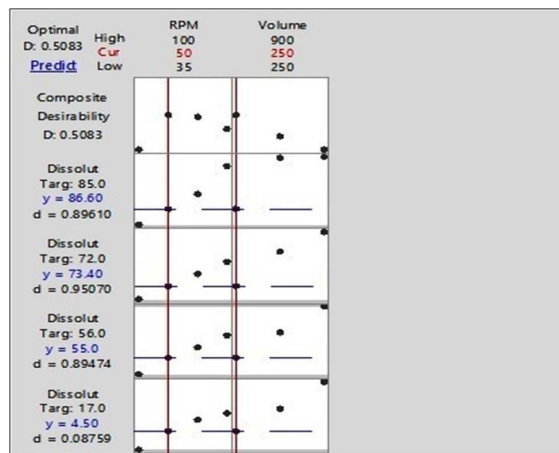 RPM Volume
Optimal High 100 900
D: 0.5083 Cur 50 250
Predict Low 35 250
Composite
Desirability
D: 0.5083
Dissolut
Targ: 85.0
y = 86.60
d = 0.89610
Dissolut
Targ: 72.0
y = 73.40
d = 0.95070
Dissolut
Targ: 56.0
y = 55.0
d = 0.89474
Dissolut
Targ: 17.0
y = 4.50
d = 0.08759